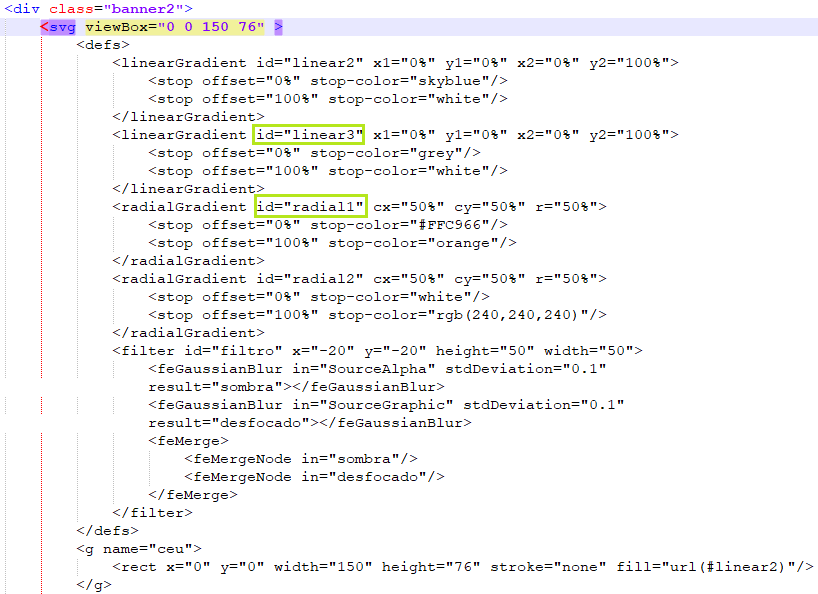 <div class="banner2">
<svg viewBox="0 0 150 76" >
<defs>
<linearGradient id="linear2" x1="0%" y1="0%" x2="0%" y2="100%">
<stop offset="0%" stop-color="skyblue"/>
<stop offset="100%" stop-color="white"/>
</linearGradient>
<linearGradient id="linear3" x1="0%" y1="0%" x2="0%" y2="100%">
<stop offset="0%" stop-color="grey"/>
<stop offset="100%" stop-color="white"/>
</linearGradient>
<radialGradient id="radial1" cx="50%" cy="50%" r="50%">
<stop offset="0%" stop-color="#FFC966"/>
<stop offset="100%" stop-color="orange"/>
</radialGradient>
<radialGradient id="radial2" cx="50%" cy="50%" r="50%">
<stop offset="0%" stop-color="white"/>
<stop offset="100%" stop-color="rgb(240,240,240)"/>
</radialGradient>
<filter id="filtro" x="-20" y="-20" height="50" width="50">
<feGaussianBlur in="SourceAlpha" stdDeviation="0.1"
result="sombra"></feGaussianBlur>
<feGaussianBlur in="SourceGraphic" stdDeviation="0.1"
result="desfocado"></feGaussianBlur>
<feMerge>
<feMergeNode in="sombra"/>
<feMergeNode in="desfocado"/>
</feMerge>
</filter>
</defs>
<g name="ceu">
<rect x="0" y="0" width="150" height="76" stroke="none" fill="url(#linear2)"/>
</g>